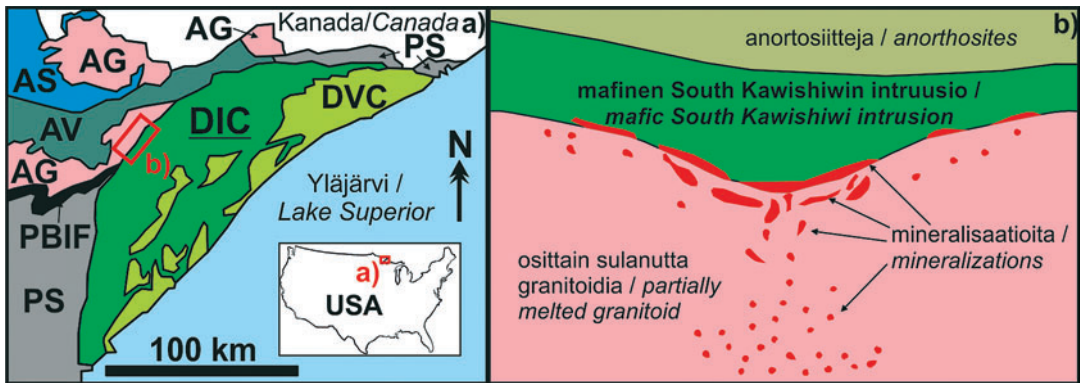 Kanada/Canada a)
AG
PS
AG
AS
DVC
AV
DIC
b)
N
AG
Yläjärvi /
Lake Superior
PBIF
a)
PS
USA
100 km
b)
anortosiitteja / anorthosites
mafinen South Kawishiwin intruusio /
mafic South Kawishiwi intrusion
mineralisaatioita /
mineralizations
osittain sulanutta
granitoidia / partially
melted granitoid